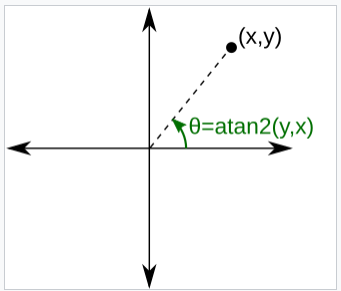 (x,y)
θ=atan2(y,x)